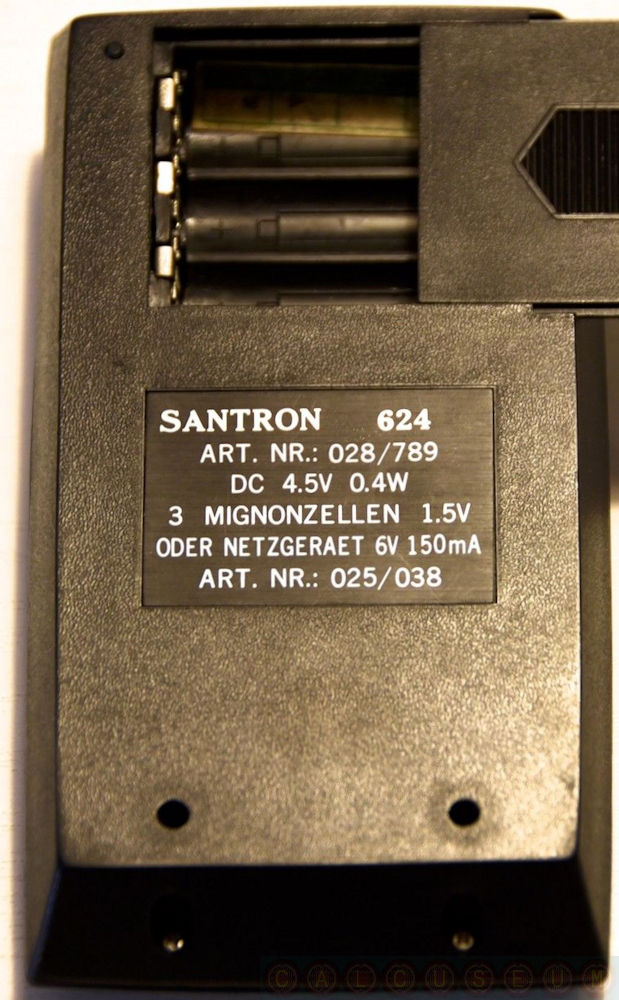 SANTRON 624
ART. NR.: 028/789
DC 4.5V 0.4W
3 MIGNONZELLEN 1.5V
ODER NETZGERAET 6V 150mA
ART. NR.: 025/038
CALCUSEUM